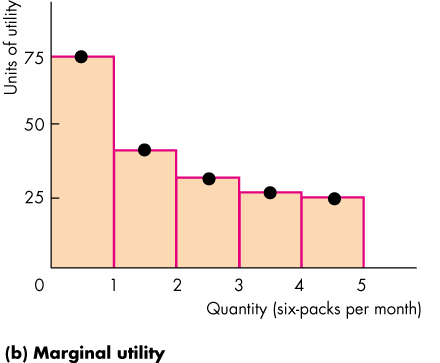 Units of utility
75
50
25
0 1 2 3 4 5
Quantity (six-packs per month)
(b) Marginal utility